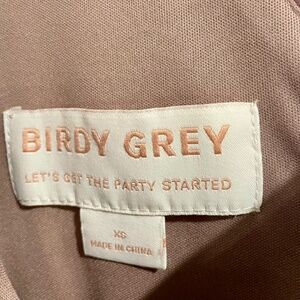 BIRDY GREY
LET'S GET THE PARTY STARTED
XS
MADE IN CHINA